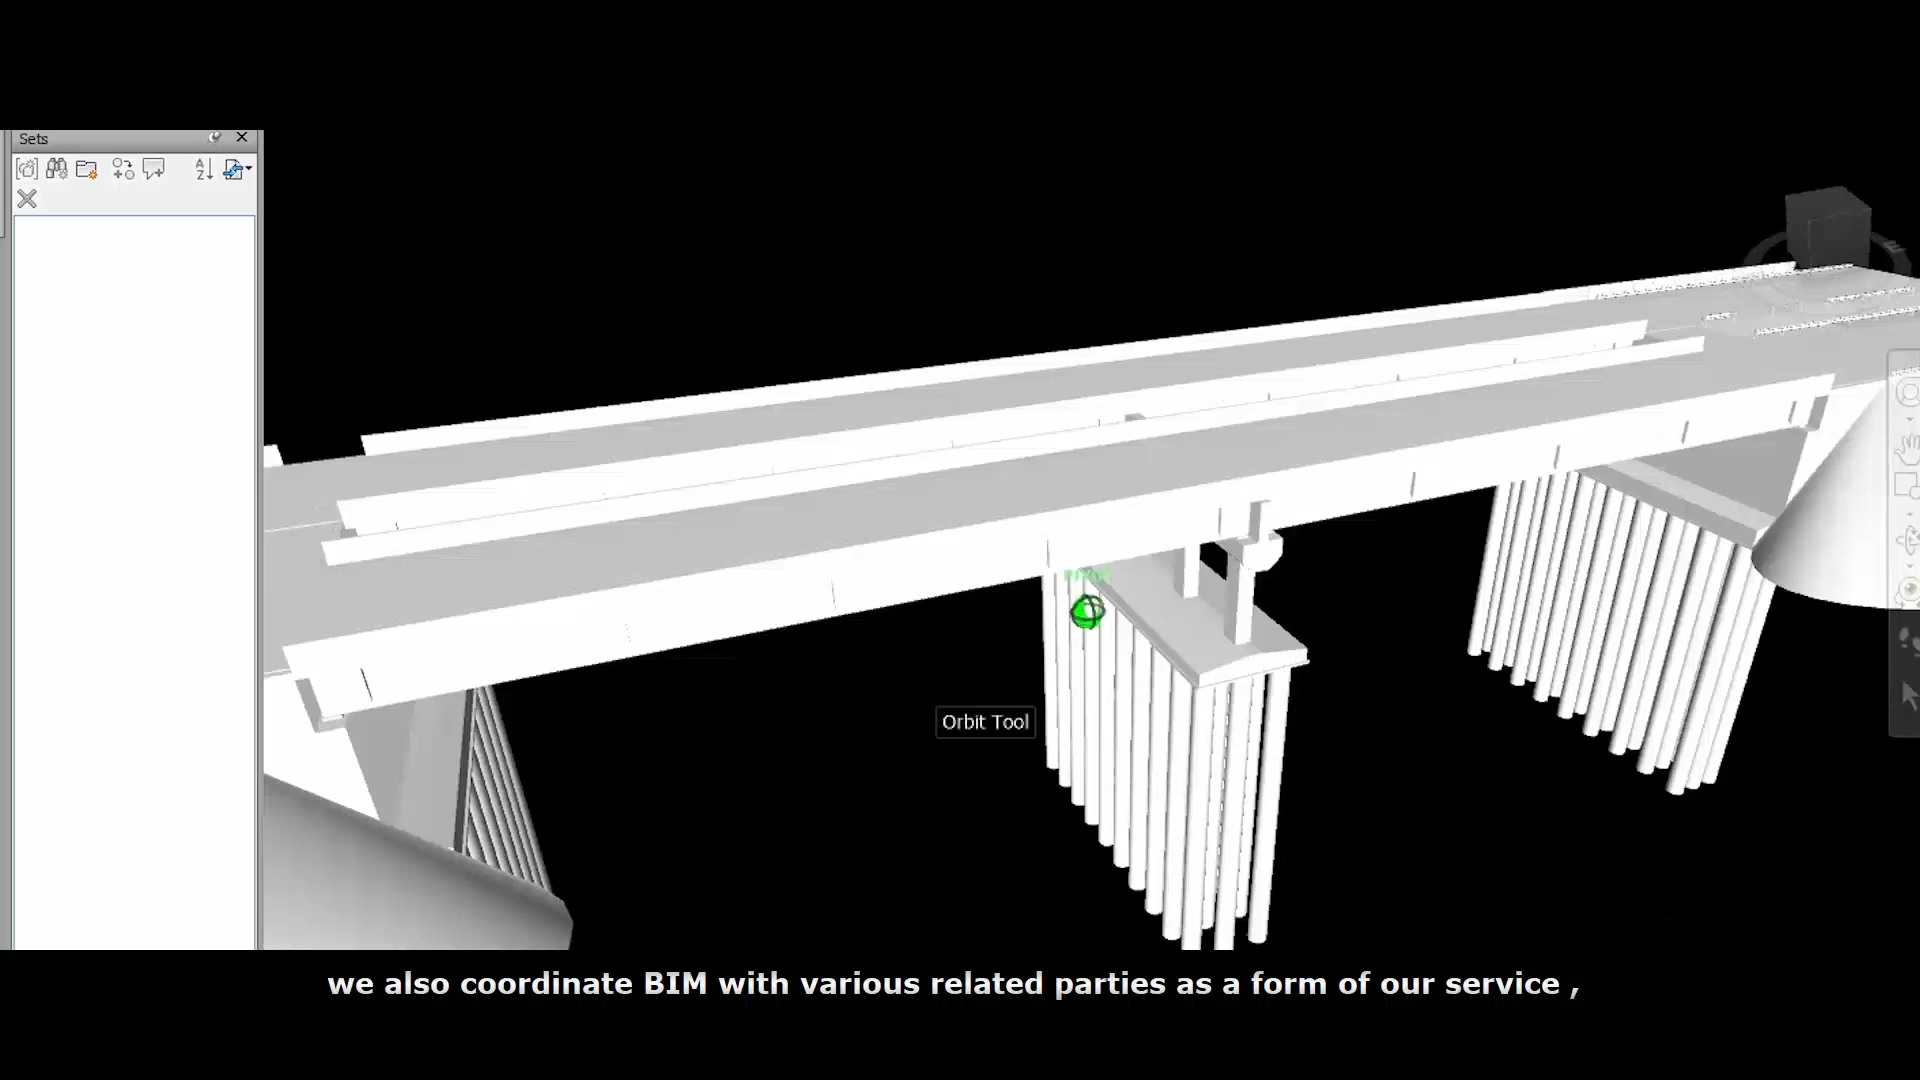 Sets
Orbit Tool
we also coordinate BIM with various related parties as a form of our service ,